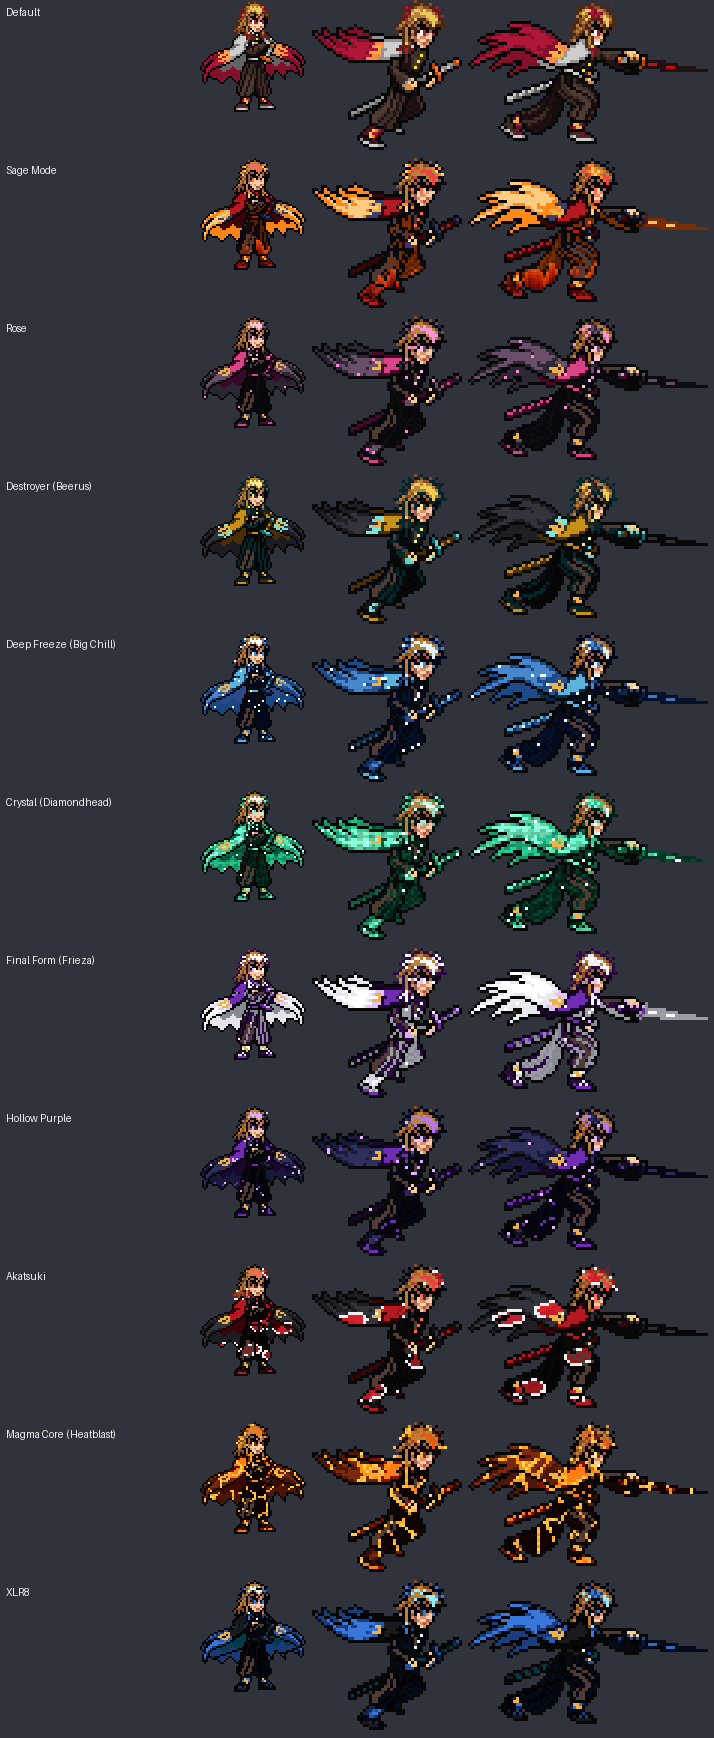 Default
Sage Mode
Rose
Destroyer (Beerus)
Deep Freeze (Big Chill)
Crystal (Diamondhead)
Final Form (Frieza)
Hollow Purple
Akatsuki
Magma Core (Heatblast)
XLR8